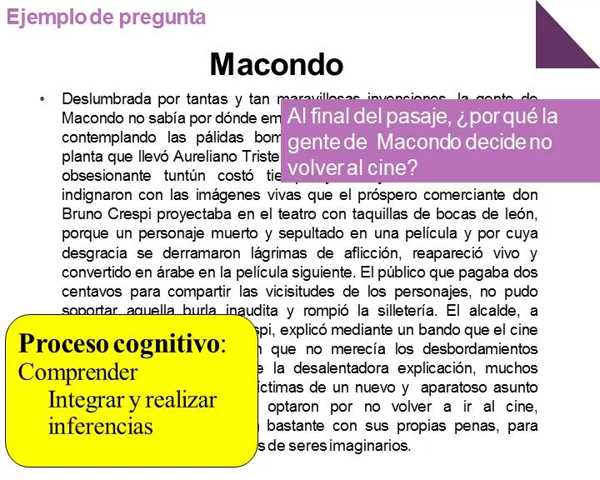 Ejemplo de pregunta
Macondo
• Deslumbrada por tantas y tan maravillosas invenciones, la gente de
Macondo no sabía por dónde em
contemplando las pálidas bom
planta que llevó Aureliano Triste
obsesionante tuntún costó
indignaron con las imágenes vivas que el próspero comerciante don
Bruno Crespi proyectaba en el teatro con taquillas de bocas de león,
porque un personaje muerto y sepultado en una película y por cuya
desgracia se derramaron lágrimas de aflicción, reapareció vivo y
convertido en árabe en la película siguiente. El público que pagaba dos
centavos para compartir las vicisitudes de los personajes, no pudo
soportar aquella burla inaudita y rompió la silletería. El alcalde, a
spi, explicó mediante un bando que el cine
que no merecía los desbordamientos
la desalentadora explicación, muchos
íctimas de un nuevo y aparatoso asunto
optaron por no volver a ir al cine,
bastante con sus propias penas, para
s de seres imaginarios.
Al final del pasaje, ¿por qué la
gente de Macondo decide no
volver al cine?
Proceso cognitivo:
Comprender
Integrar y realizar
inferencias